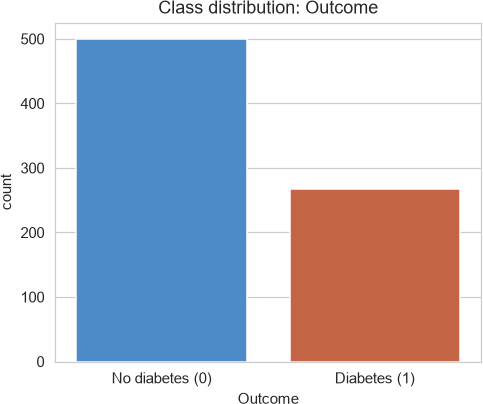 Class distribution: Outcome
500
400
300
200
100
0
count
No diabetes (0) Diabetes (1)
Outcome